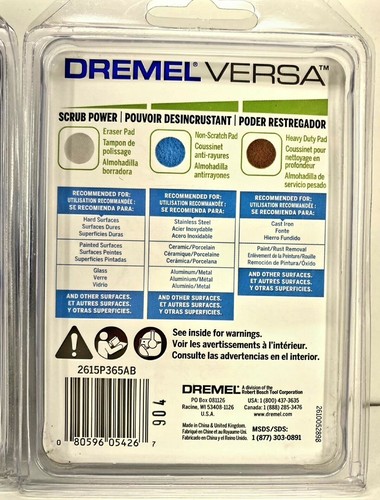 DREMEL® VERSA™
SCRUB POWER | POUVOIR DESINCRUSTANT | PODER RESTREGADOR
Eraser Pad
Tampon de
polissage
Almohadilla
borradora
Non-Scratch Pad
Coussinet
anti-rayures
Almohadilla
antirrayones
Heavy Duty Pad
Coussinet pour
nettoyage en
profondeur
Almohadilla de
servicio pesado
RECOMMENDED FOR:
UTILISATION RECOMMANDÉE :
SE RECOMIENDA PARA:
Hard Surfaces
Surfaces Dures
Superficies Duras
Painted Surfaces
Surfaces Peintes
Superficies Pintadas
Glass
Verre
Vidrio
AND OTHER SURFACES.
ET AUTRES SURFACES.
Y OTRAS SUPERFICIES.
RECOMMENDED FOR:
UTILISATION RECOMMANDÉE :
SE RECOMIENDA PARA:
Stainless Steel
Acier Inoxydable
Acero Inoxidable
Ceramic/Porcelain
Céramique/Porcelaine
Cerámica/Porcelana
Aluminum/Metal
Aluminium/Métal
Aluminio/Metal
AND OTHER SURFACES.
ET AUTRES SURFACES.
Y OTRAS SUPERFICIES.
RECOMMENDED FOR:
UTILISATION RECOMMANDÉE :
SE RECOMIENDA PARA:
Cast Iron
Fonte
Hierro Fundido
Paint/Rust Removal
Enlèvement de la Peinture/Rouille
Remoción de Pintura/Óxido
AND OTHER SURFACES.
ET AUTRES SURFACES.
Y OTRAS SUPERFICIES.
See inside for warnings.
Voir les avertissements à l'intérieur.
Consulte las advertencias en el interior.
2615P365AB
0 80596 05426 7
904
DREMEL® A division of the
Robert Bosch Tool Corporation
PO Box 081126
Racine, WI 53408-1126
U.S.A.
USA: 1 (800) 437-3635
Canada: 1 (888) 285-3476
www.dremel.com
Made in China & United Kingdom.
Fabriqué en Chine et au Royaume Uni.
Fabricado en China y el Reino Unido.
MSDS/SDS:
1 (877) 303-0891
2610052898